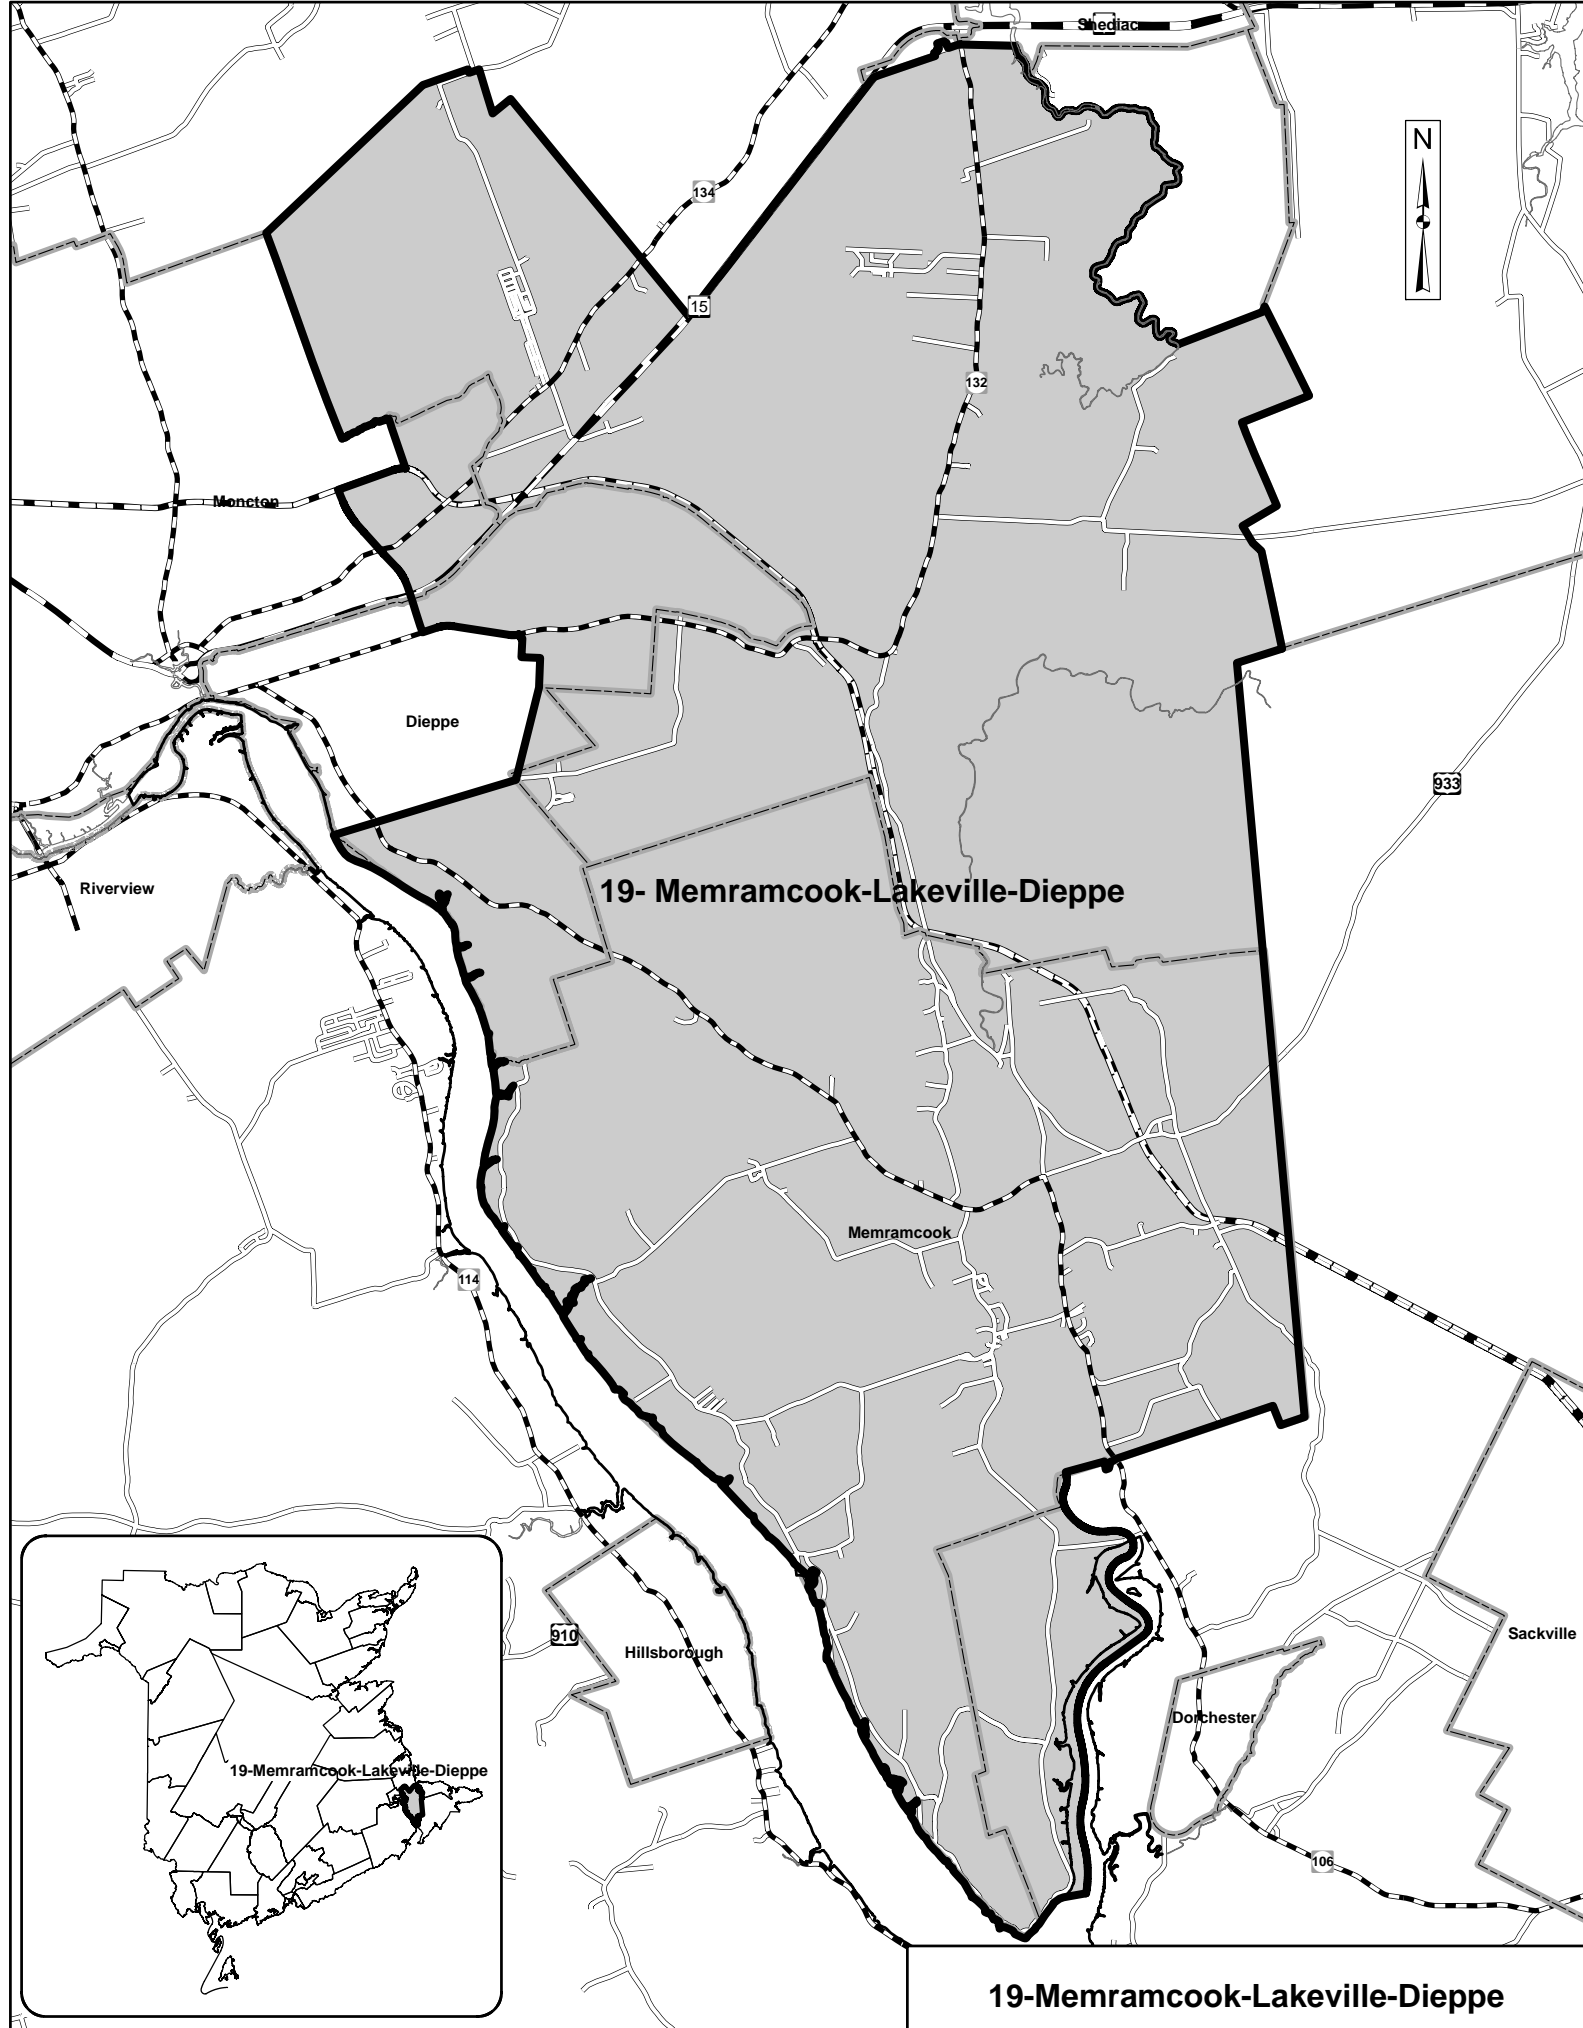 Shediac
N
134
15
132
Moncton
Dieppe
933
Riverview
19- Memramcook-Lakeville-Dieppe
Memramcook
114
910
Hillsborough
Sackville
Dorchester
19-Memramcook-Lakeville-Dieppe
106
19-Memramcook-Lakeville-Dieppe